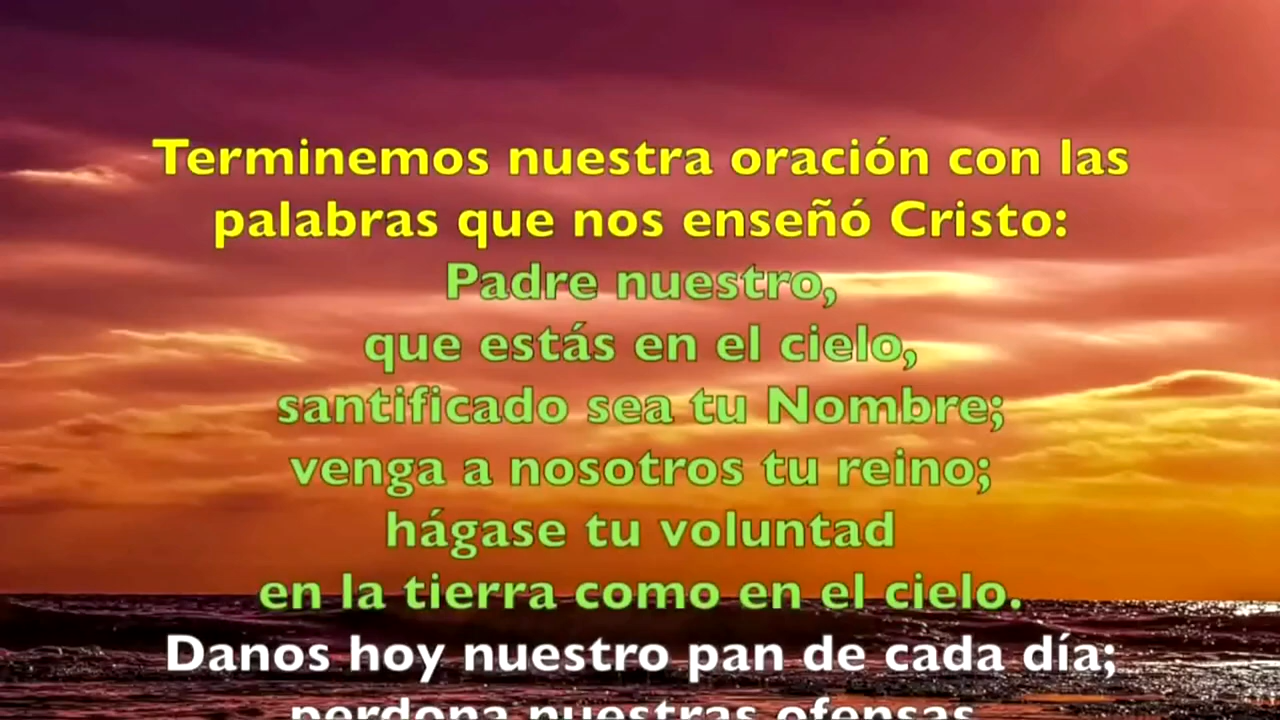 Terminemos nuestra oración con las
palabras que nos enseñó Cristo:
Padre nuestro,
que estás en el cielo,
santificado sea tu Nombre;
venga a nosotros tu reino;
hágase tu voluntad
en la tierra como en el cielo.
Danos hoy nuestro pan de cada día;
perdona nuestras ofensas